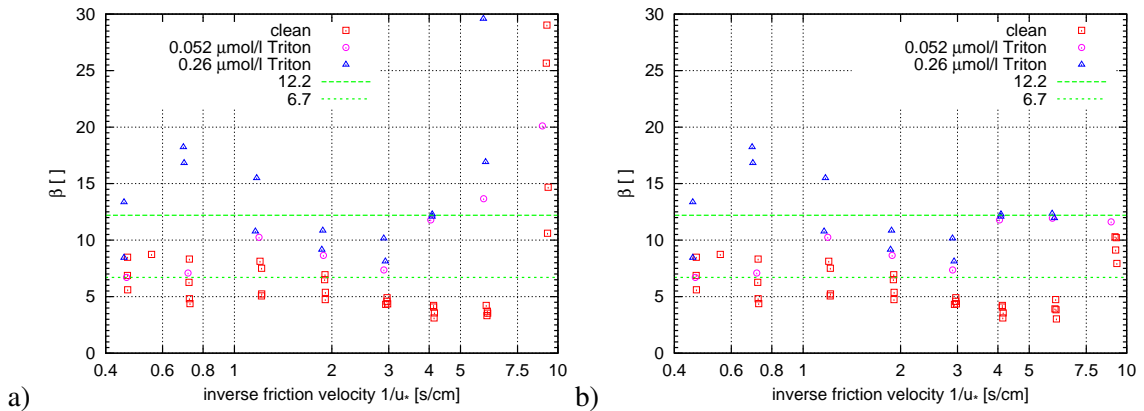 30
25
20
15
10
5
0
β [ ]
clean
0.052 μmol/l Triton
0.26 μmol/l Triton
12.2
6.7
0.4 0.6 0.8 1 2 3 4 5 7.5 10
inverse friction velocity 1/u* [s/cm]
a)
30
25
20
15
10
5
0
β [ ]
clean
0.052 μmol/l Triton
0.26 μmol/l Triton
12.2
6.7
0.4 0.6 0.8 1 2 3 4 5 7.5 10
inverse friction velocity 1/u* [s/cm]
b)